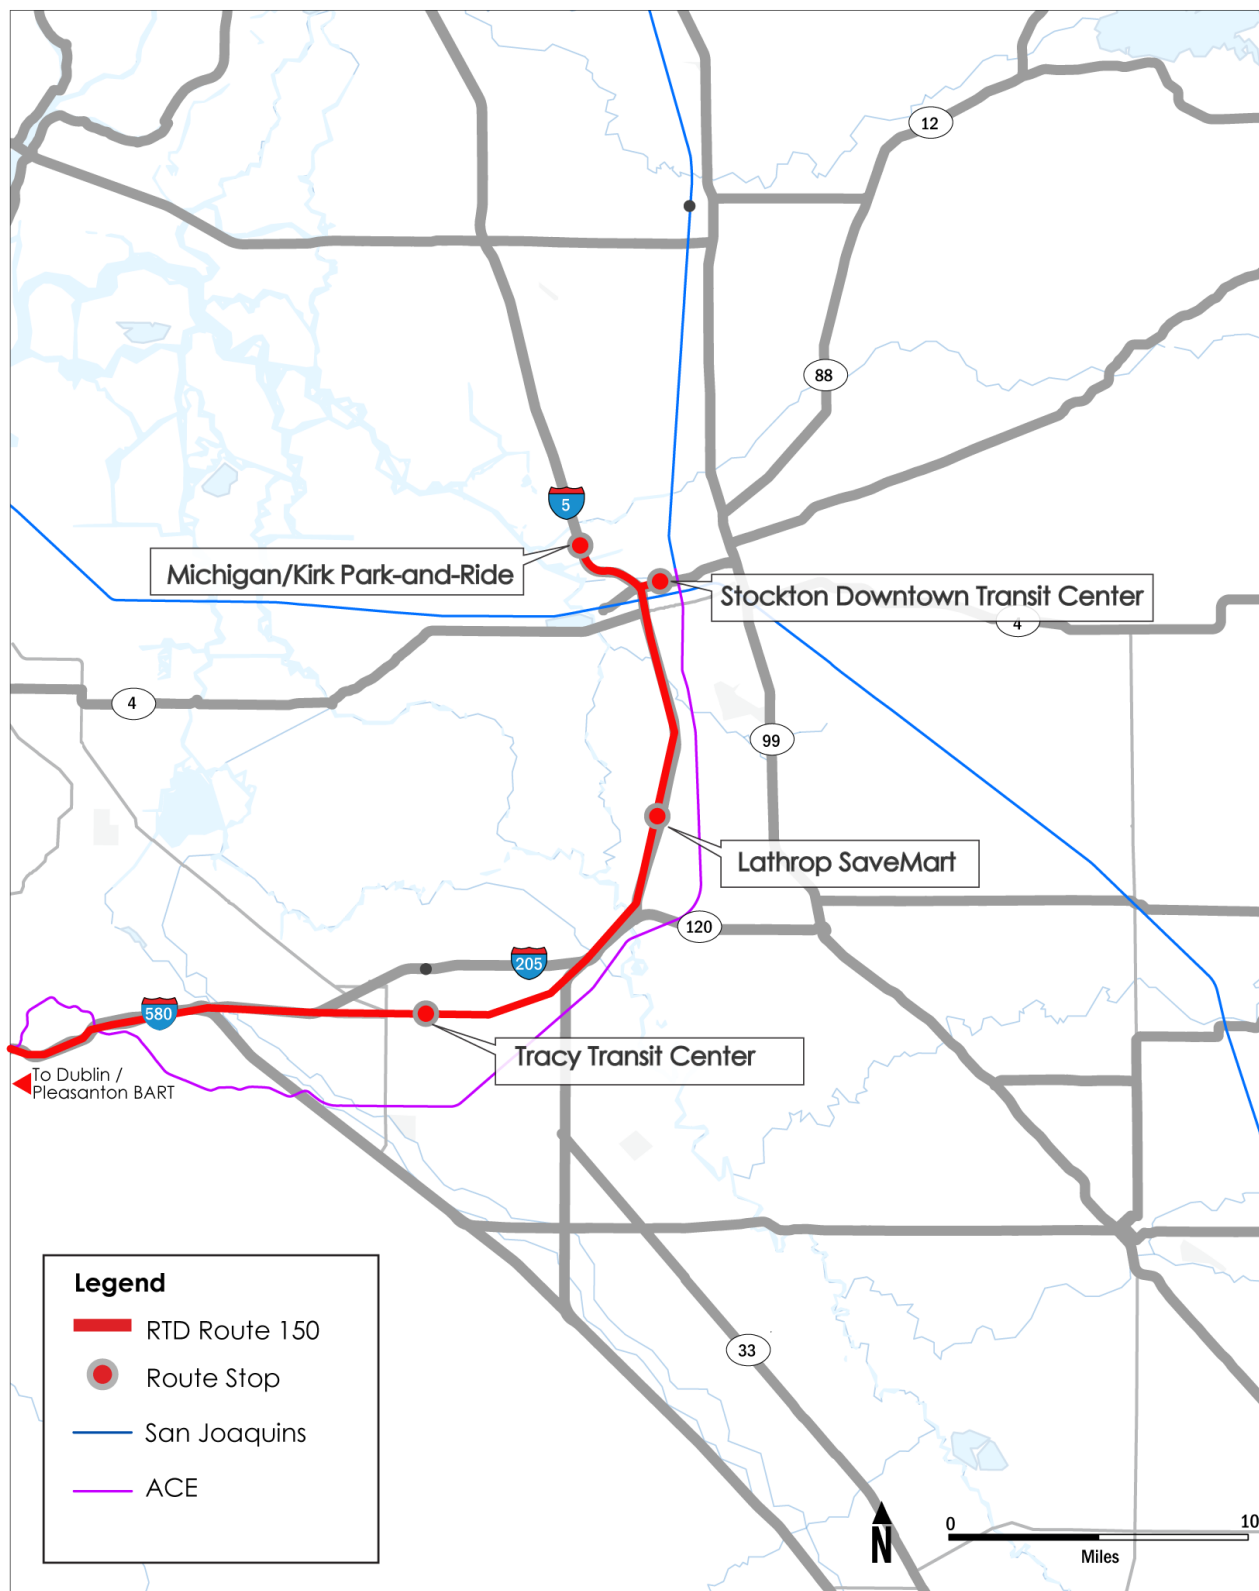 12
88
5
Michigan/Kirk Park-and-Ride
Stockton Downtown Transit Center
4
4
99
Lathrop SaveMart
120
205
580
Tracy Transit Center
To Dublin /
Pleasanton BART
Legend
RTD Route 150
Route Stop
San Joaquins
ACE
33
N
0 10
Miles